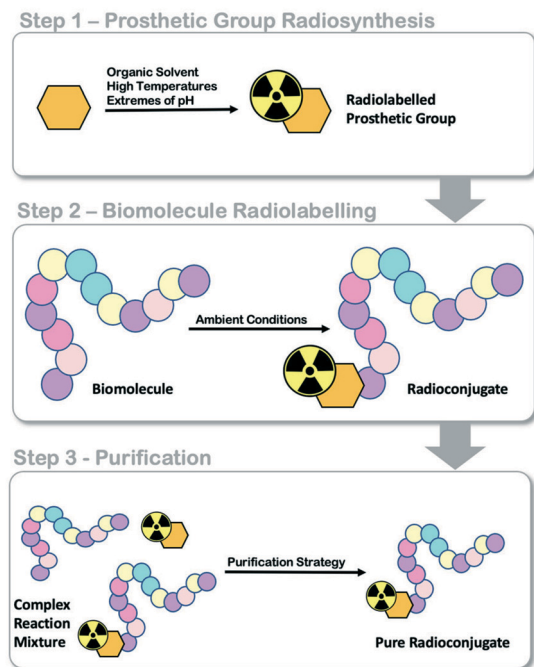 Step 1 – Prosthetic Group Radiosynthesis
Organic Solvent
High Temperatures
Extremes of pH
Radiolabelled
Prosthetic Group
Step 2 – Biomolecule Radiolabelling
Ambient Conditions
Biomolecule
Radioconjugate
Step 3 - Purification
Purification Strategy
Complex
Reaction
Mixture
Pure Radioconjugate